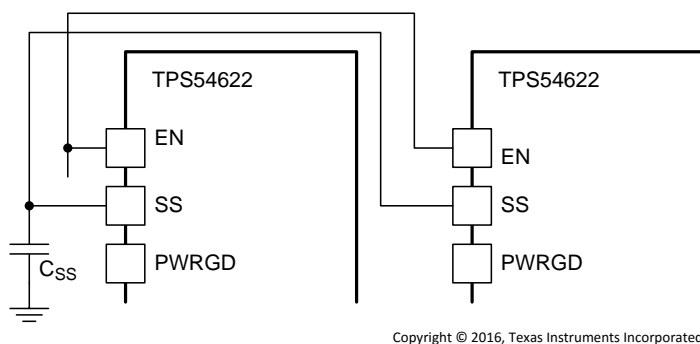 TPS54622
EN
SS
PWRGD
CSS
TPS54622
EN
SS
PWRGD
Copyright © 2016, Texas Instruments Incorporated